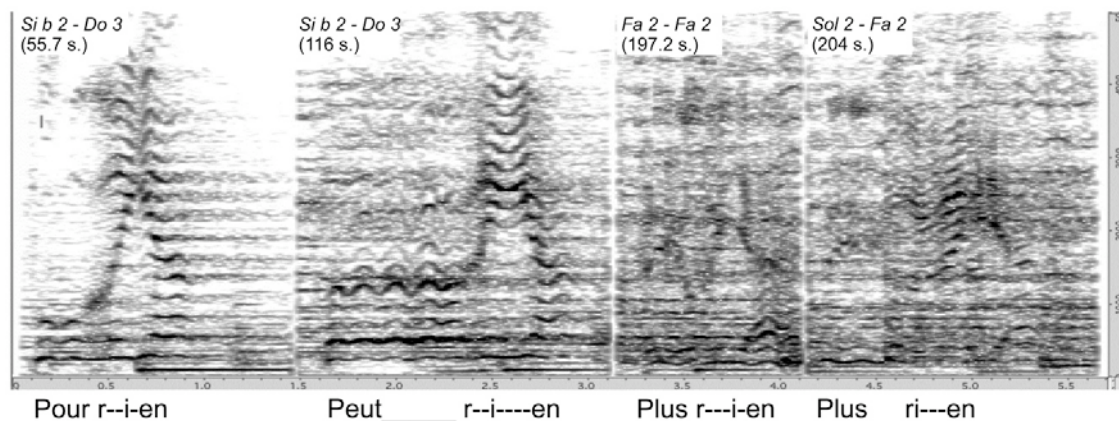 Si b 2 - Do 3
(55.7 s.)
Si b 2 - Do 3
(116 s.)
Fa 2 - Fa 2
(197.2 s.)
Sol 2 - Fa 2
(204 s.)
0 0.5 1.0 1.5 2.0 2.5 3.0 3.5 4.0 4.5 5.0 5.5
Pour r--i-en Peut______ r--i----en Plus r---i-en Plus ri---en